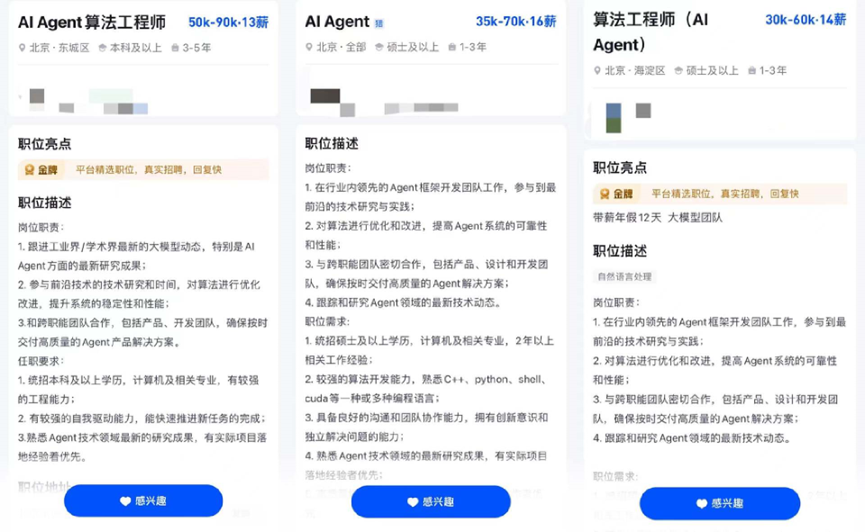 AI Agent算法工程师
50k-90k·13薪
北京·东城区 本科及以上 3-5年
职位亮点
金牌 平台精选职位，真实招聘，回复快
职位描述
岗位职责：
1. 跟进工业界/学术界最新的大模型动态，特别是AI
Agent方面的最新研究成果；
2. 参与前沿技术的技术研究和时间，对算法进行优化
改进，提升系统的稳定性和性能；
3.和跨职能团队合作，包括产品、开发团队，确保按时
交付高质量的Agent产品解决方案。
任职要求：
1. 统招本科及以上学历，计算机及相关专业，有较强
的工程能力；
2. 有较强的自我驱动能力，能快速推进新任务的完成；
3.熟悉Agent技术领域最新的研究成果，有实际项目落
地经验者优先。
职位地址
感兴趣
AI Agent 猎
35k-70k·16薪
北京·全部 硕士及以上 1-3年
职位描述
岗位职责：
1. 在行业内领先的Agent框架开发团队工作，参与到最
前沿的技术研究与实践；
2. 对算法进行优化和改进，提高Agent系统的可靠性
和性能；
3. 与跨职能团队密切合作，包括产品、设计和开发团
队，确保按时交付高质量的Agent解决方案；
4. 跟踪和研究Agent领域的最新技术动态。
职位需求：
1. 统招硕士及以上学历，计算机及相关专业，2年以上
相关工作经验；
2. 较强的算法开发能力，熟悉C++、python、shell、
cuda等一种或多种编程语言；
3. 具备良好的沟通和团队协作能力，拥有创新意识和
独立解决问题的能力；
4. 熟悉Agent技术领域的最新研究成果，有实际项目
落地经验者优先；
感兴趣
算法工程师（AI
Agent）
30k-60k·14薪
北京·海淀区 硕士及以上 1-3年
职位亮点
金牌 平台精选职位，真实招聘，回复快
带薪年假12天 大模型团队
职位描述
自然语言处理
岗位职责：
1. 在行业内领先的Agent框架开发团队工作，参与到最
前沿的技术研究与实践；
2. 对算法进行优化和改进，提高Agent系统的可靠性
和性能；
3. 与跨职能团队密切合作，包括产品、设计和开发团
队，确保按时交付高质量的Agent解决方案；
4. 跟踪和研究Agent领域的最新技术动态。
职位需求：
感兴趣